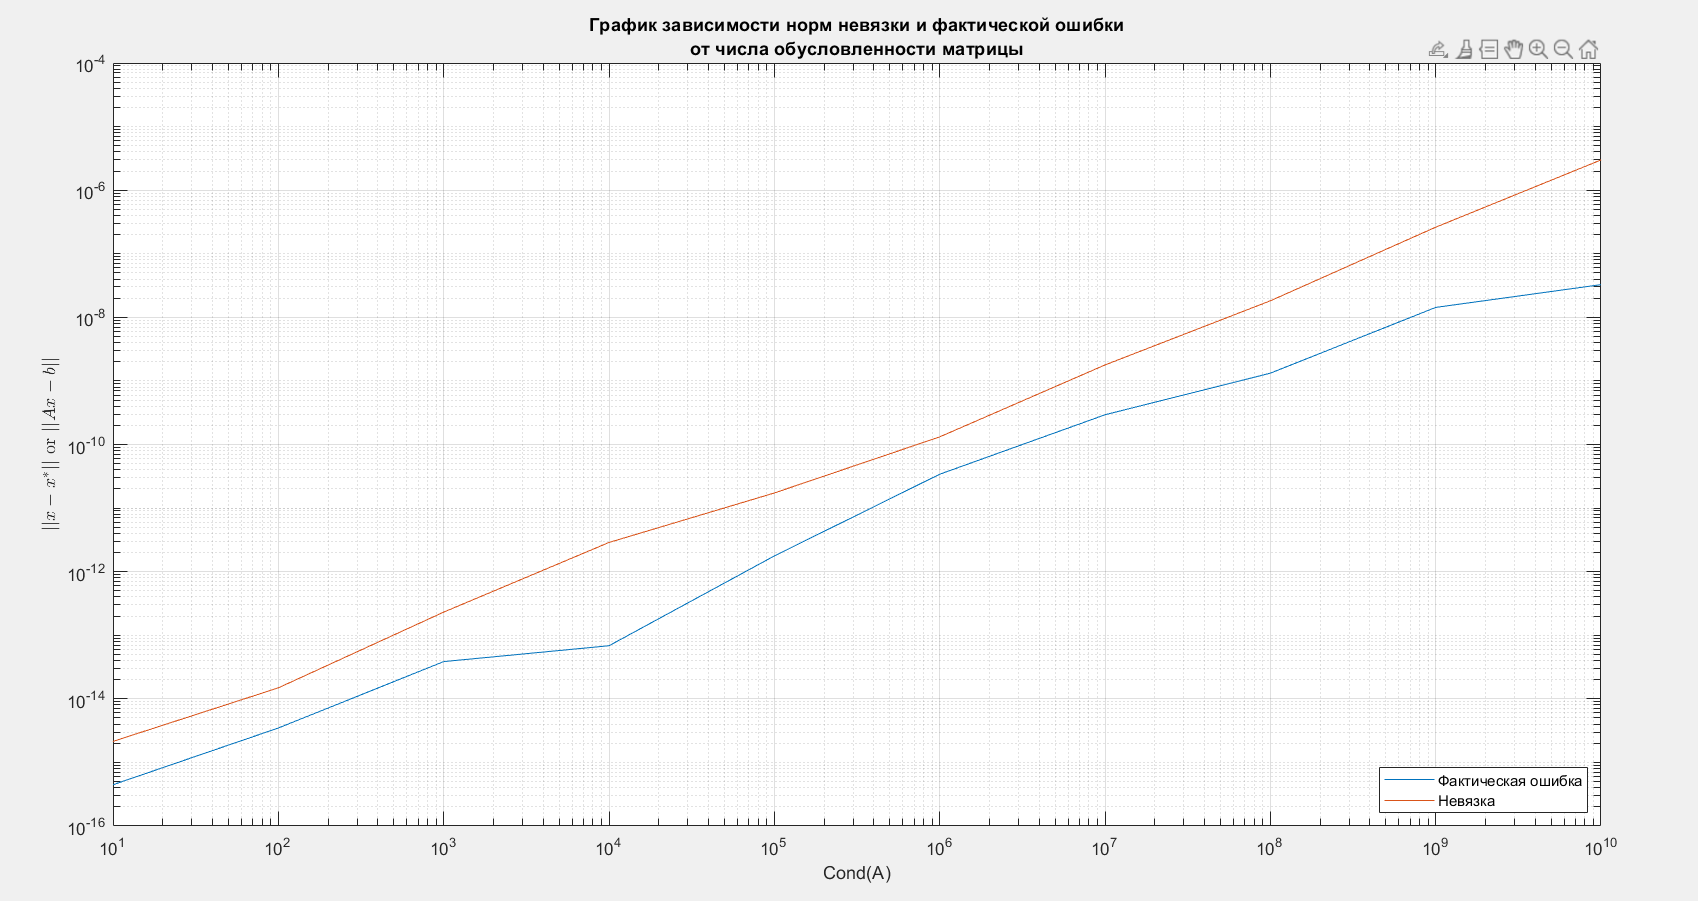 График зависимости норм невязки и фактической ошибки
от числа обусловленности матрицы
10^-4
10^-6
10^-8
10^-10
10^-12
10^-14
10^-16
||x − x*|| or ||Ax − b||
10^1 10^2 10^3 10^4 10^5 10^6 10^7 10^8 10^9 10^10
Cond(A)
Фактическая ошибка
Невязка